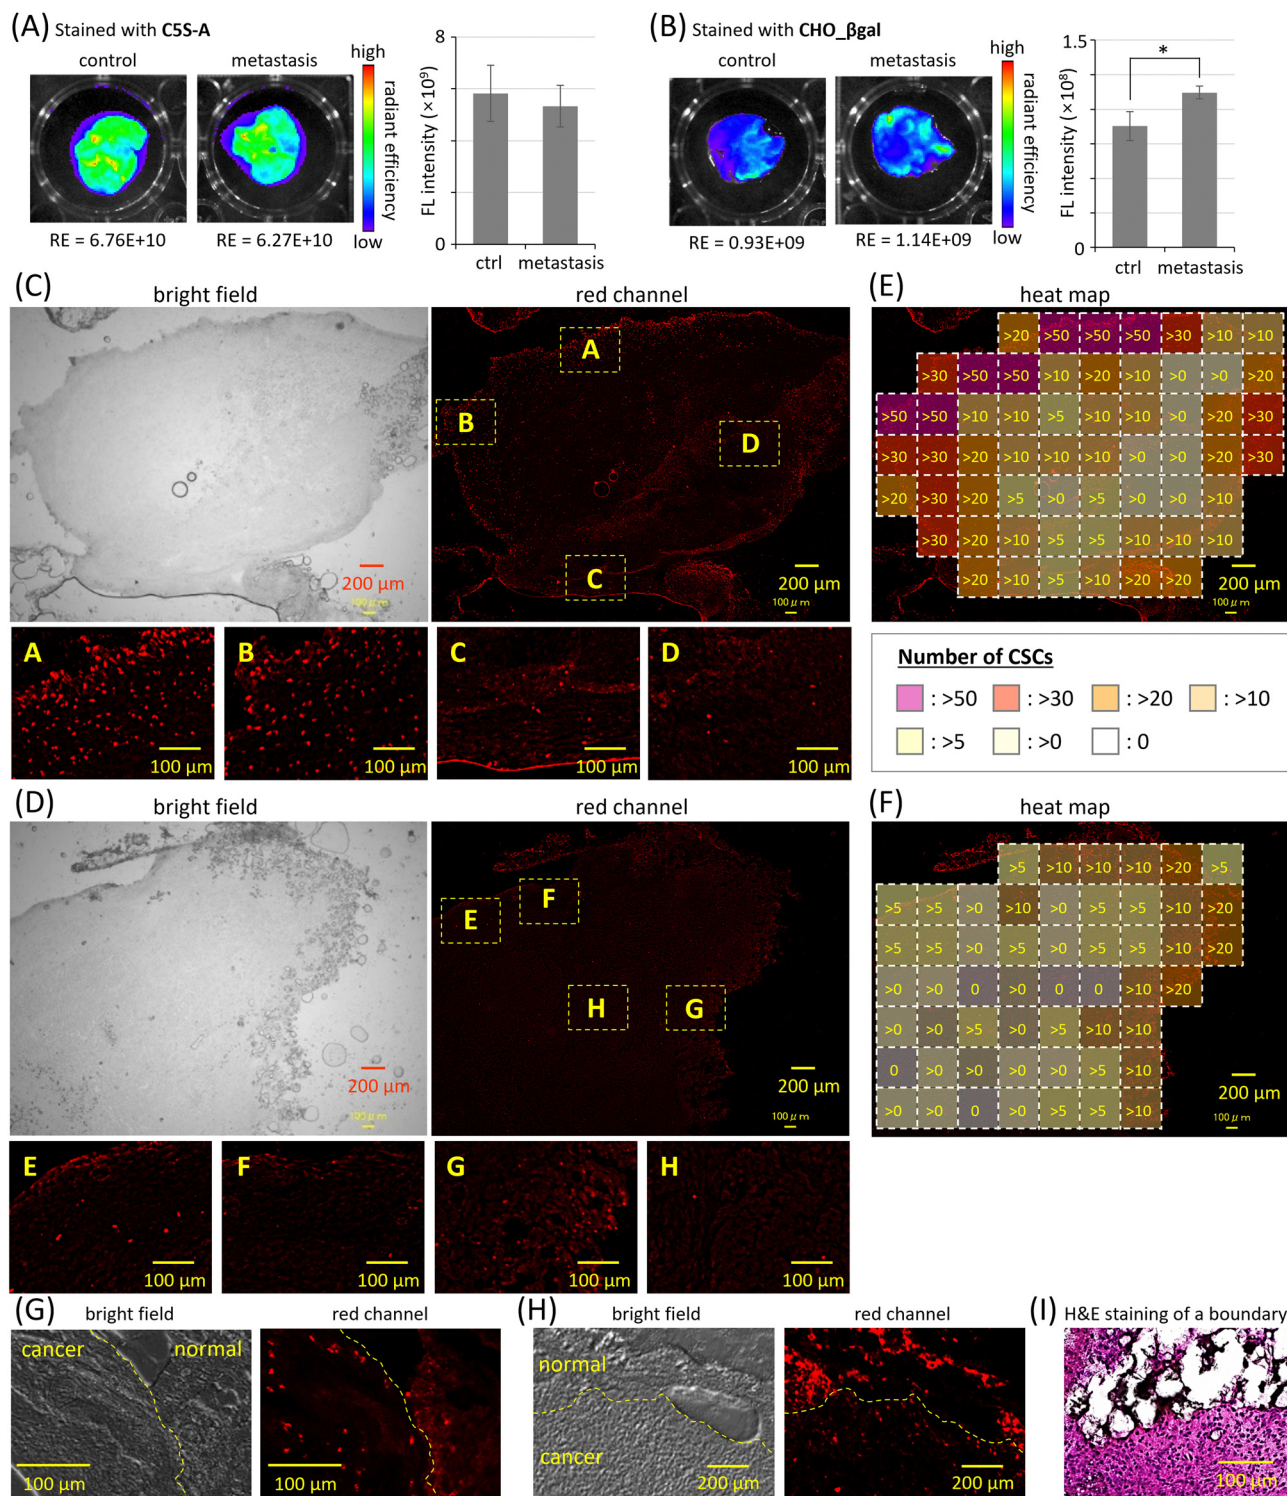 (A) Stained with C5S-A
control metastasis
high
radiant efficiency
low
RE = 6.76E+10 RE = 6.27E+10
8
FL intensity (×10⁹)
0
ctrl metastasis
(B) Stained with CHO_βgal
control metastasis
high
radiant efficiency
low
RE = 0.93E+09 RE = 1.14E+09
1.5
*
FL intensity (×10⁸)
0
ctrl metastasis
(C)
bright field red channel
200 μm
100μm
A
B
D
C
200 μm
100μm
A
100 μm
B
100 μm
C
100 μm
D
100 μm
(E)
heat map
>20 >50 >50 >50 >30 >10 >10
>30 >50 >50 >10 >20 >10 >0 >0 >20
>50 >50 >10 >10 >5 >10 >10 >0 >20 >30
>30 >30 >20 >10 >10 >10 >0 >0 >20 >30
>20 >30 >20 >5 >0 >5 >0 >0 >10
>30 >20 >10 >5 >5 >10 >10 >10
>20 >10 >5 >10 >20 >20
200 μm
100μm
Number of CSCs
: >50 : >30 : >20 : >10
: >5 : >0 : 0
(D)
bright field red channel
200 μm
100μm
E
F
H
G
200 μm
100μm
E
100 μm
F
100 μm
G
100 μm
H
100 μm
(F)
heat map
>5 >10 >10 >10 >20 >5
>5 >5 >0 >10 >0 >5 >5 >10 >20
>5 >5 >0 >5 >0 >5 >5 >10 >20
>0 >0 0 >0 0 0 >10 >20
>0 >0 >5 >0 >5 >10 >10
0 >0 >0 >0 >0 >5 >10
>0 >0 0 >0 >5 >5 >10
200 μm
100μm
(G)
bright field red channel
cancer normal
100 μm
100 μm
(H)
bright field red channel
normal
cancer
200 μm
200 μm
(I) H&E staining of a boundary
100 μm